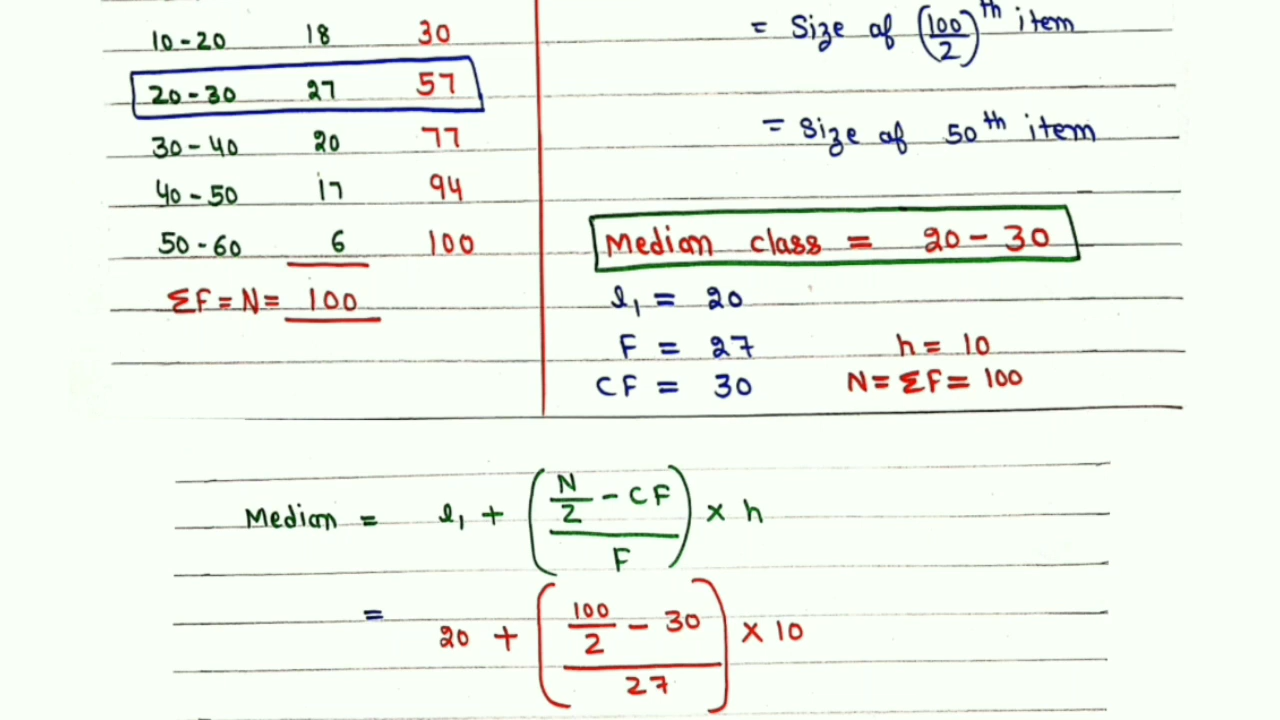 10-20 18 30
20-30 27 57
30-40 20 77
40-50 17 94
50-60 6 100
ΣF=N= 100
= Size of (100/2)th item
= Size of 50th item
Median class = 20-30
l₁ = 20
F = 27 h = 10
CF = 30 N = ΣF = 100
Median = l₁ + ((N/2 - CF)/F) × h
= 20 + ((100/2 - 30)/27) × 10